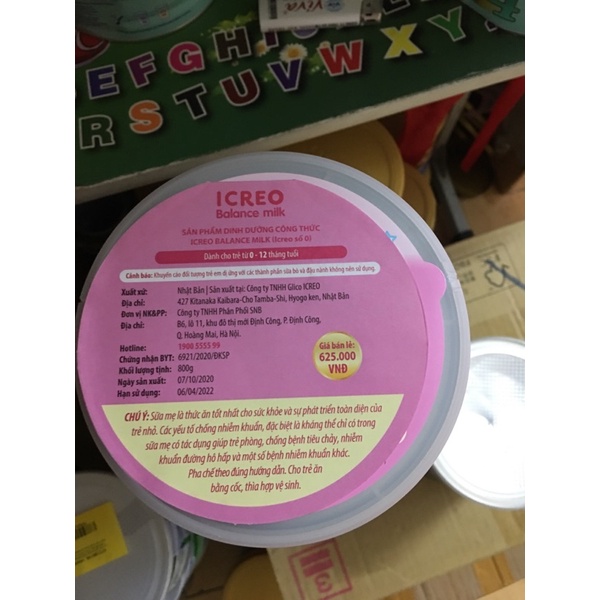 VIVA
EFGHIJK
RSTUVWXY
ICREO
Balance milk
SẢN PHẨM DINH DƯỠNG CÔNG THỨC
ICREO BALANCE MILK (Icreo số 0)
Dành cho trẻ từ 0 - 12 tháng tuổi
Cảnh báo: Khuyến cáo đối tượng trẻ em dị ứng với các thành phần sữa bò và đậu nành không nên sử dụng.
Xuất xứ: Nhật Bản | Sản xuất tại: Công ty TNHH Glico ICREO
Địa chỉ: 427 Kitanaka Kaibara-Cho Tamba-Shi, Hyogo ken, Nhật Bản
Đơn vị NK&PP: Công ty TNHH Phân Phối SNB
Địa chỉ: B6, lô 11, khu đô thị mới Định Công, P. Định Công,
Q. Hoàng Mai, Hà Nội.
Hotline: 1900 5555 99
Chứng nhận BYT: 6921/2020/ĐKSP
Khối lượng tịnh: 800g
Ngày sản xuất: 07/10/2020
Hạn sử dụng: 06/04/2022
Giá bán lẻ:
625.000
VNĐ
CHÚ Ý: Sữa mẹ là thức ăn tốt nhất cho sức khỏe và sự phát triển toàn diện của
trẻ nhỏ. Các yếu tố chống nhiễm khuẩn, đặc biệt là kháng thể chỉ có trong
sữa mẹ có tác dụng giúp trẻ phòng, chống bệnh tiêu chảy, nhiễm
khuẩn đường hô hấp và một số bệnh nhiễm khuẩn khác.
Pha chế theo đúng hướng dẫn. Cho trẻ ăn
bằng cốc, thìa hợp vệ sinh.